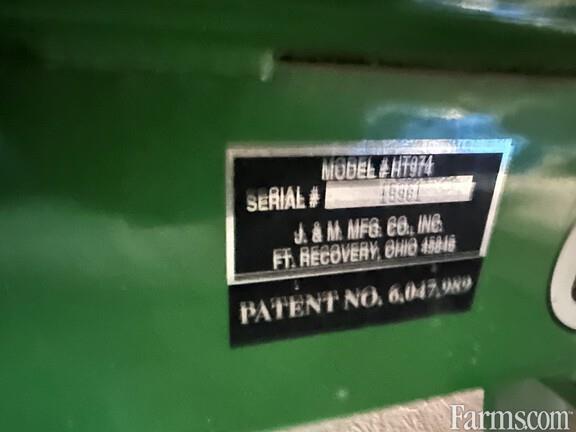 MODEL # HT974
SERIAL #
J. & M. MFG. CO., INC.
FT. RECOVERY, OHIO 45846
PATENT NO. 6,047,989
Farms.com